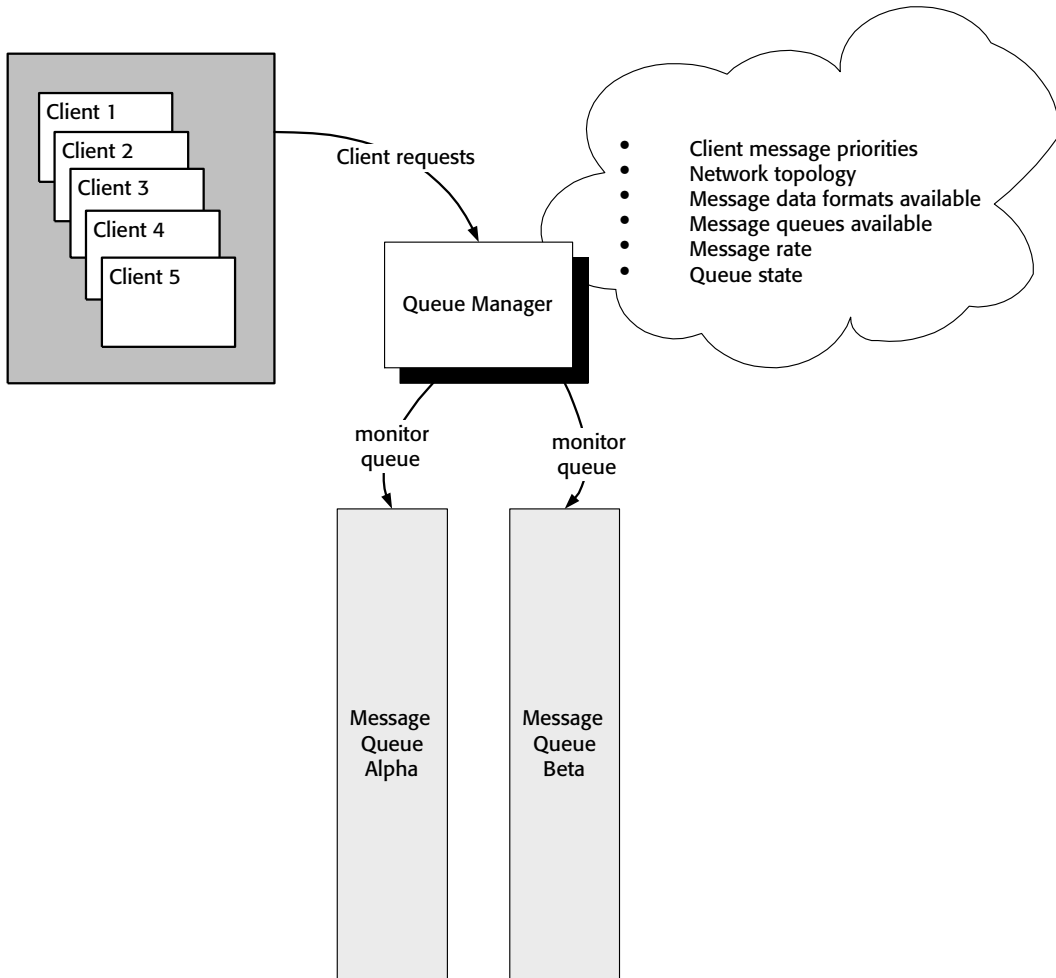 Client 1
Client 2
Client 3
Client 4
Client 5
Client requests
• Client message priorities
• Network topology
• Message data formats available
• Message queues available
• Message rate
• Queue state
Queue Manager
monitor
queue
monitor
queue
Message
Queue
Alpha
Message
Queue
Beta